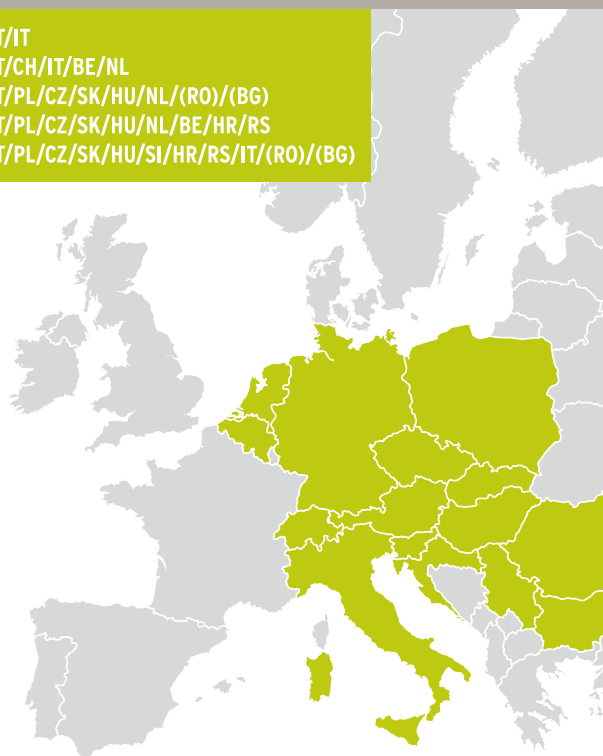 T/IT
T/CH/IT/BE/NL
T/PL/CZ/SK/HU/NL/(RO)/(BG)
T/PL/CZ/SK/HU/NL/BE/HR/RS
T/PL/CZ/SK/HU/SI/HR/RS/IT/(RO)/(BG)